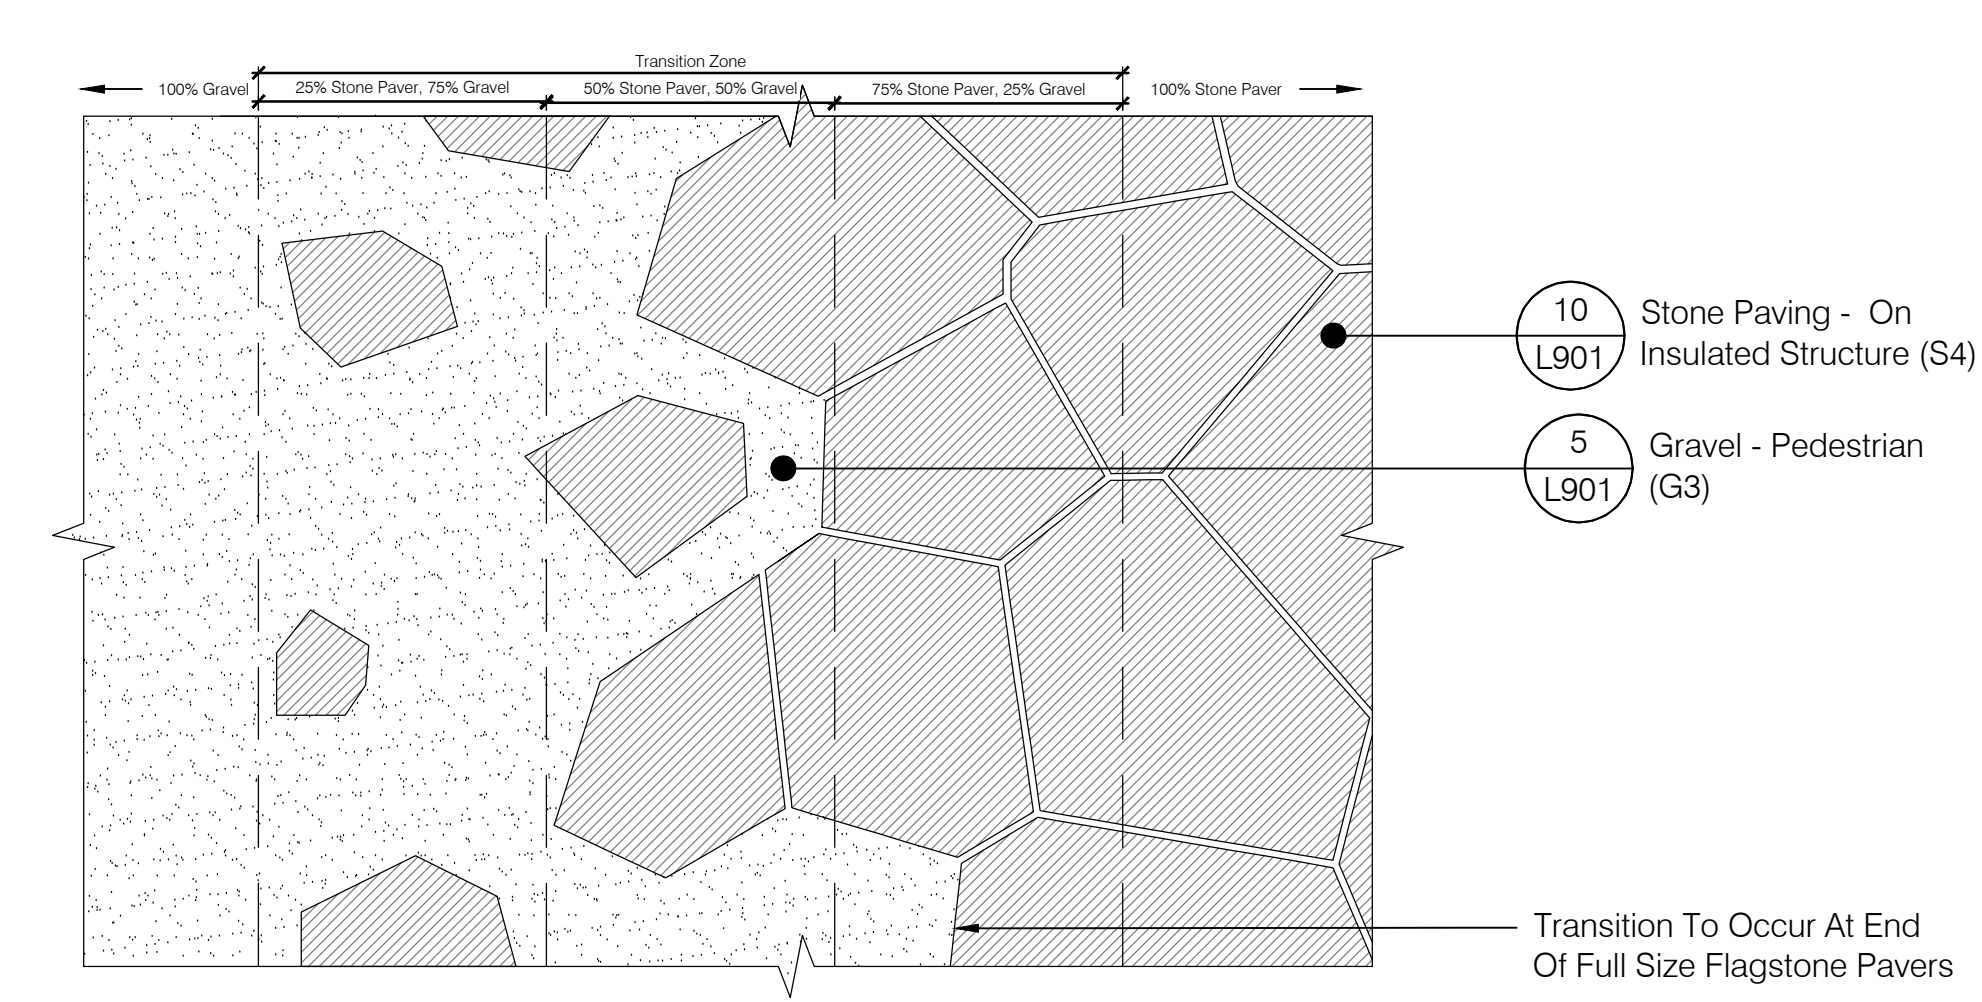 Transition Zone
100% Gravel
25% Stone Paver, 75% Gravel
50% Stone Paver, 50% Gravel
75% Stone Paver, 25% Gravel
100% Stone Paver
10
L901
Stone Paving - On
Insulated Structure (S4)
5
L901
Gravel - Pedestrian
(G3)
Transition To Occur At End
Of Full Size Flagstone Pavers